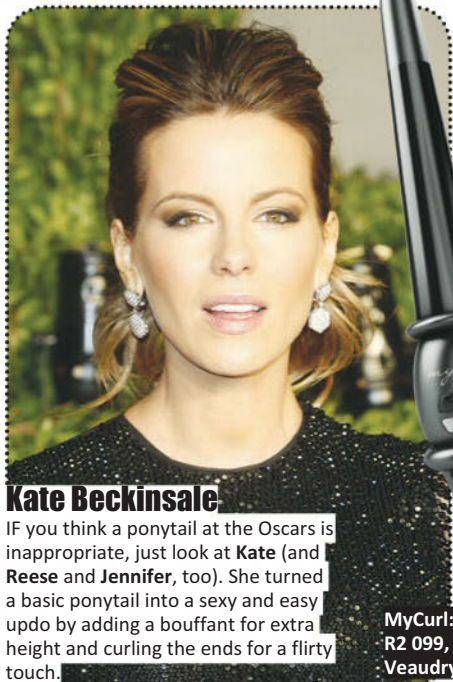 Kate Beckinsale
IF you think a ponytail at the Oscars is
inappropriate, just look at Kate (and
Reese and Jennifer, too). She turned
a basic ponytail into a sexy and easy
updo by adding a bouffant for extra
height and curling the ends for a flirty
touch.
MyCurl:
R2 099,
Veaudry
my